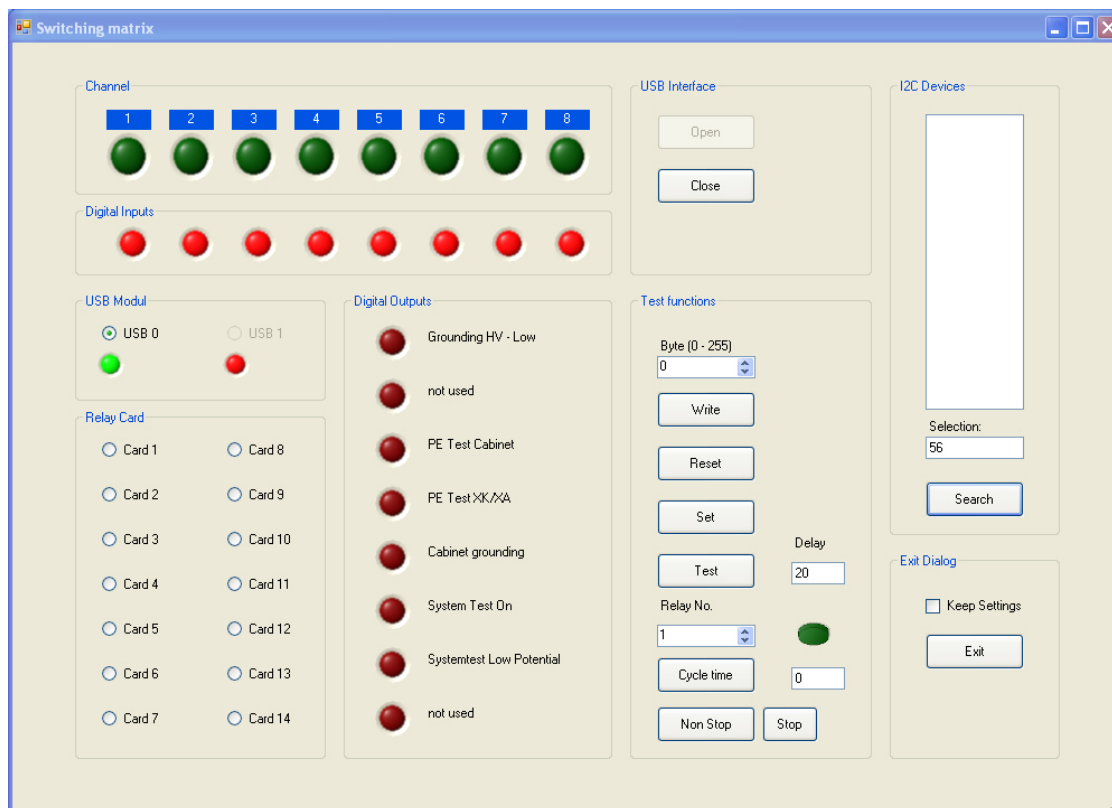 Switching matrix
Channel
1 2 3 4 5 6 7 8
Digital Inputs
USB Modul
USB 0 USB 1
Relay Card
Card 1 Card 8
Card 2 Card 9
Card 3 Card 10
Card 4 Card 11
Card 5 Card 12
Card 6 Card 13
Card 7 Card 14
Digital Outputs
Grounding HV - Low
not used
PE Test Cabinet
PE Test XK/XA
Cabinet grounding
System Test On
Systemtest Low Potential
not used
USB Interface
Open
Close
Test functions
Byte (0 - 255)
0
Write
Reset
Set
Delay
Test 20
Relay No.
1
Cycle time 0
Non Stop Stop
I2C Devices
Selection:
56
Search
Exit Dialog
Keep Settings
Exit